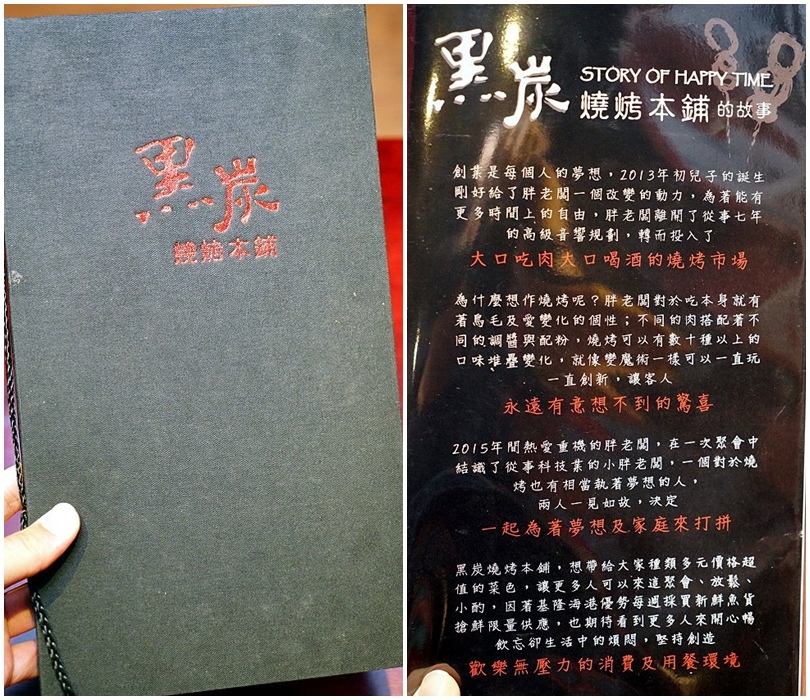 黑炭
燒烤本鋪
黑炭
STORY OF HAPPY TIME
燒烤本鋪的故事
創業是每個人的夢想，2013年初兒子的誕生
剛好給了胖老闆一個改變的動力，為著能有
更多時間上的自由，胖老闆離開了從事七年
的高級音響規劃，轉而投入了
大口吃肉大口喝酒的燒烤市場
為什麼想作燒烤呢？胖老闆對於吃本身就有
著龜毛及愛變化的個性；不同的肉搭配著不
同的調醬與配粉，燒烤可以有數十種以上的
口味堆疊變化，就像變魔術一樣可以一直玩
一直創新，讓客人
永遠有意想不到的驚喜
2015年間熱愛重機的胖老闆，在一次聚會中
結識了從事科技業的小胖老闆，一個對於燒
烤也有相當執著夢想的人，
兩人一見如故，決定
一起為著夢想及家庭來打拼
黑炭燒烤本鋪，想帶給大家種類多元價格超
值的菜色，讓更多人可以來這聚會、放鬆、
小酌，因著基隆海港優勢每週採買新鮮魚貨
搶鮮限量供應，也期待看到更多人來開心暢
飲忘卻生活中的煩悶，堅持創造
歡樂無壓力的消費及用餐環境